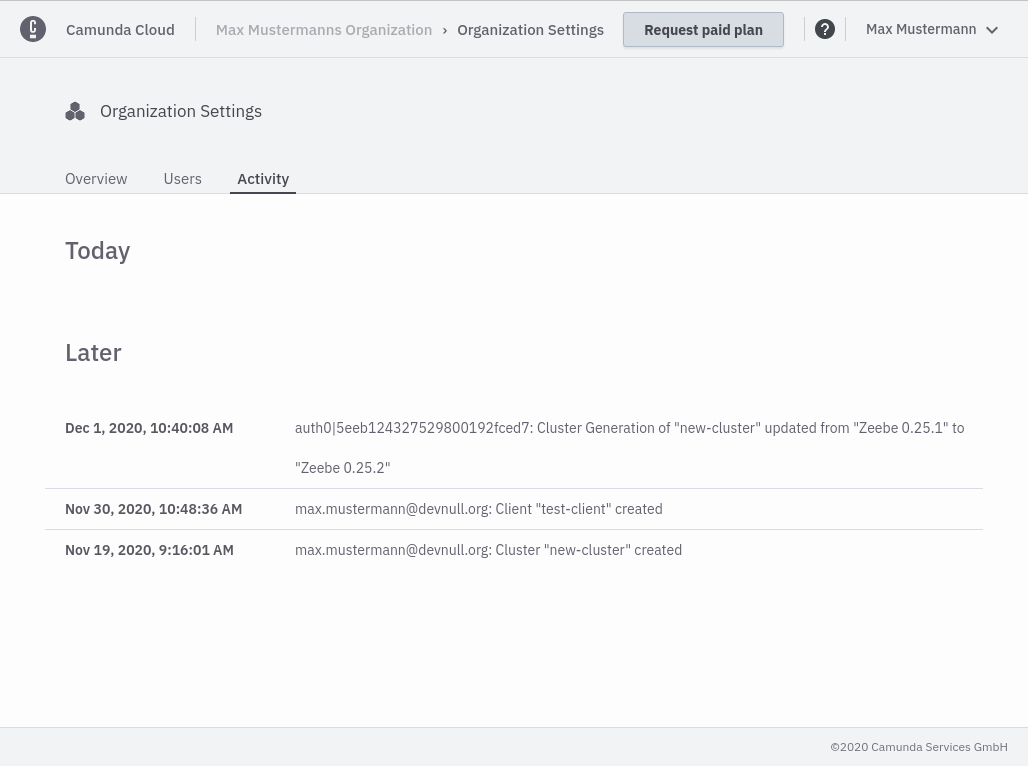 Camunda Cloud
Max Mustermanns Organization › Organization Settings
Request paid plan
?
Max Mustermann
Organization Settings
Overview
Users
Activity
Today
Later
Dec 1, 2020, 10:40:08 AM
auth0|5eeb124327529800192fced7: Cluster Generation of "new-cluster" updated from "Zeebe 0.25.1" to
"Zeebe 0.25.2"
Nov 30, 2020, 10:48:36 AM
max.mustermann@devnull.org: Client "test-client" created
Nov 19, 2020, 9:16:01 AM
max.mustermann@devnull.org: Cluster "new-cluster" created
©2020 Camunda Services GmbH